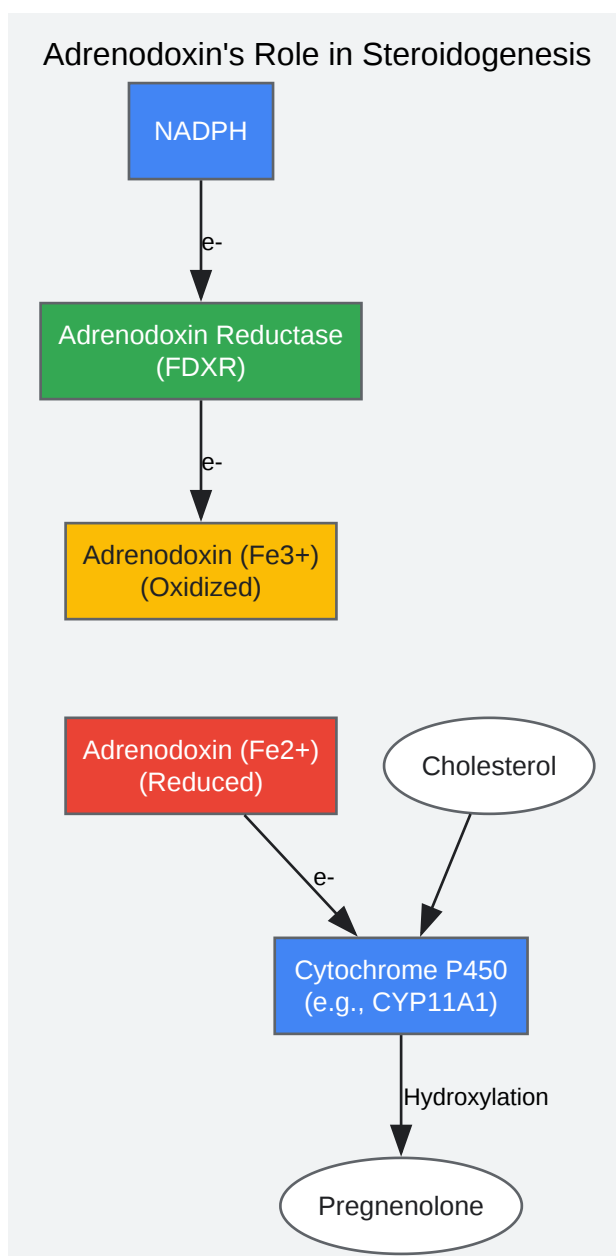 Adrenodoxin's Role in Steroidogenesis
NADPH
e-
Adrenodoxin Reductase
(FDXR)
e-
Adrenodoxin (Fe3+)
(Oxidized)
Adrenodoxin (Fe2+)
(Reduced)
Cholesterol
e-
Cytochrome P450
(e.g., CYP11A1)
Hydroxylation
Pregnenolone